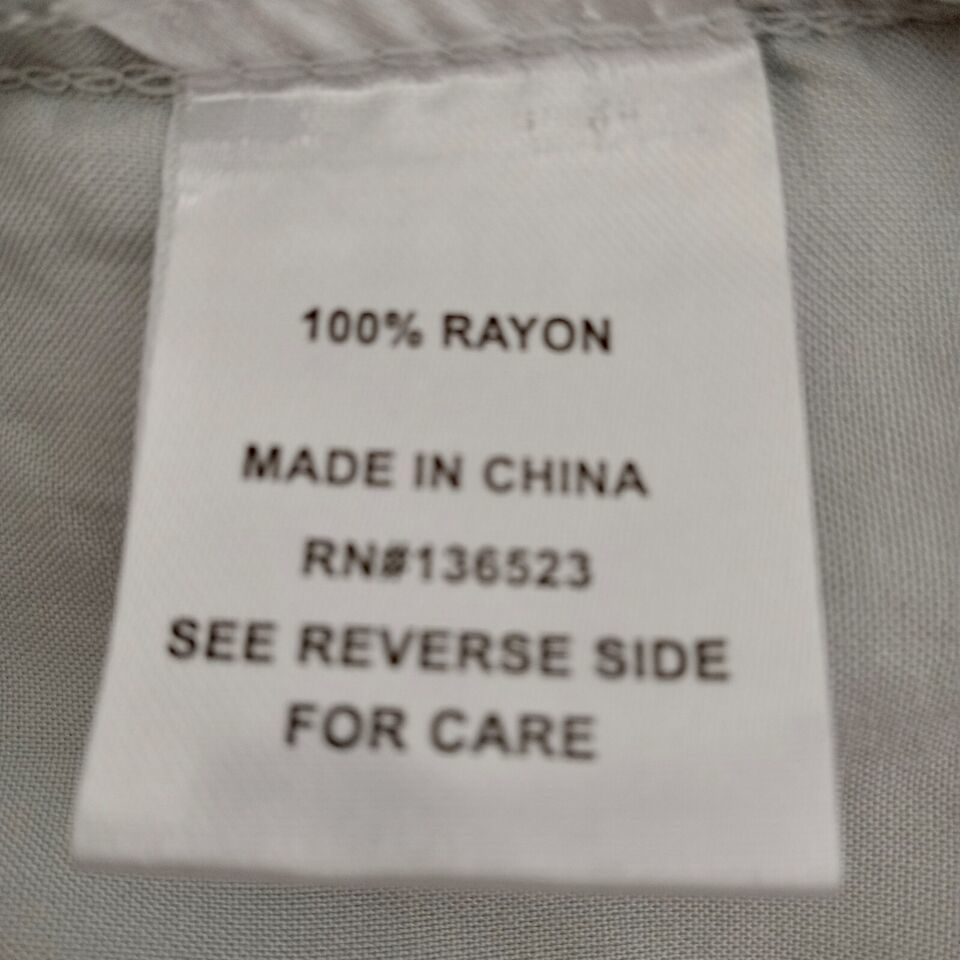 100% RAYON
MADE IN CHINA
RN#136523
SEE REVERSE SIDE
FOR CARE